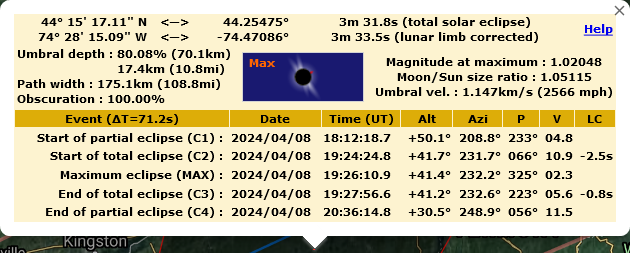 44° 15' 17.11" N <—> 44.25475° 3m 31.8s (total solar eclipse)
74° 28' 15.09" W <—> -74.47086° 3m 33.5s (lunar limb corrected)
Help
Umbral depth : 80.08% (70.1km)
17.4km (10.8mi)
Path width : 175.1km (108.8mi)
Obscuration : 100.00%
Max
Magnitude at maximum : 1.02048
Moon/Sun size ratio : 1.05115
Umbral vel. : 1.147km/s (2566 mph)
Event (ΔT=71.2s) Date Time (UT) Alt Azi P V LC
Start of partial eclipse (C1) : 2024/04/08 18:12:18.7 +50.1° 208.8° 233° 04.8
Start of total eclipse (C2) : 2024/04/08 19:24:24.8 +41.7° 231.7° 066° 10.9 -2.5s
Maximum eclipse (MAX) : 2024/04/08 19:26:10.9 +41.4° 232.2° 325° 02.3
End of total eclipse (C3) : 2024/04/08 19:27:56.6 +41.2° 232.6° 223° 05.6 -0.8s
End of partial eclipse (C4) : 2024/04/08 20:36:14.8 +30.5° 248.9° 056° 11.5
Kingston
ville